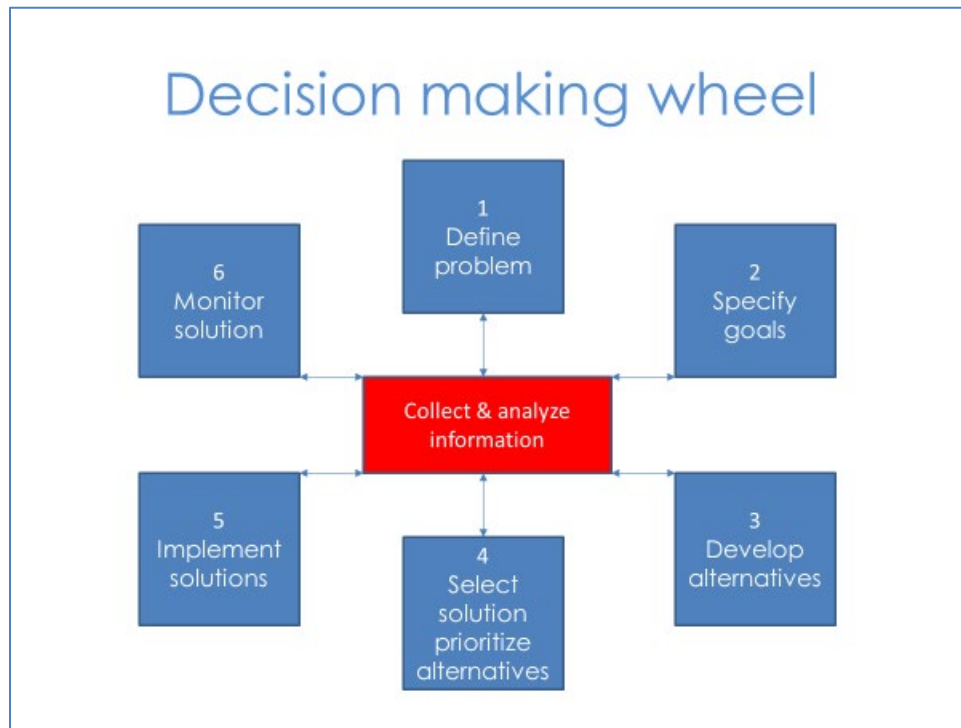 Decision making wheel
1
Define
problem
2
Specify
goals
3
Develop
alternatives
4
Select
solution
prioritize
alternatives
5
Implement
solutions
6
Monitor
solution
Collect & analyze
information